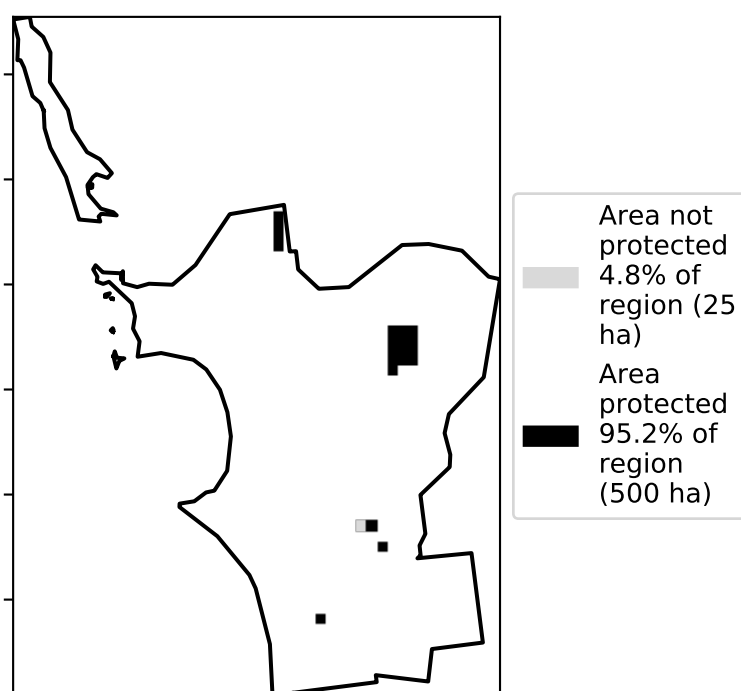 Area not
protected
4.8% of
region (25
ha)
Area
protected
95.2% of
region
(500 ha)